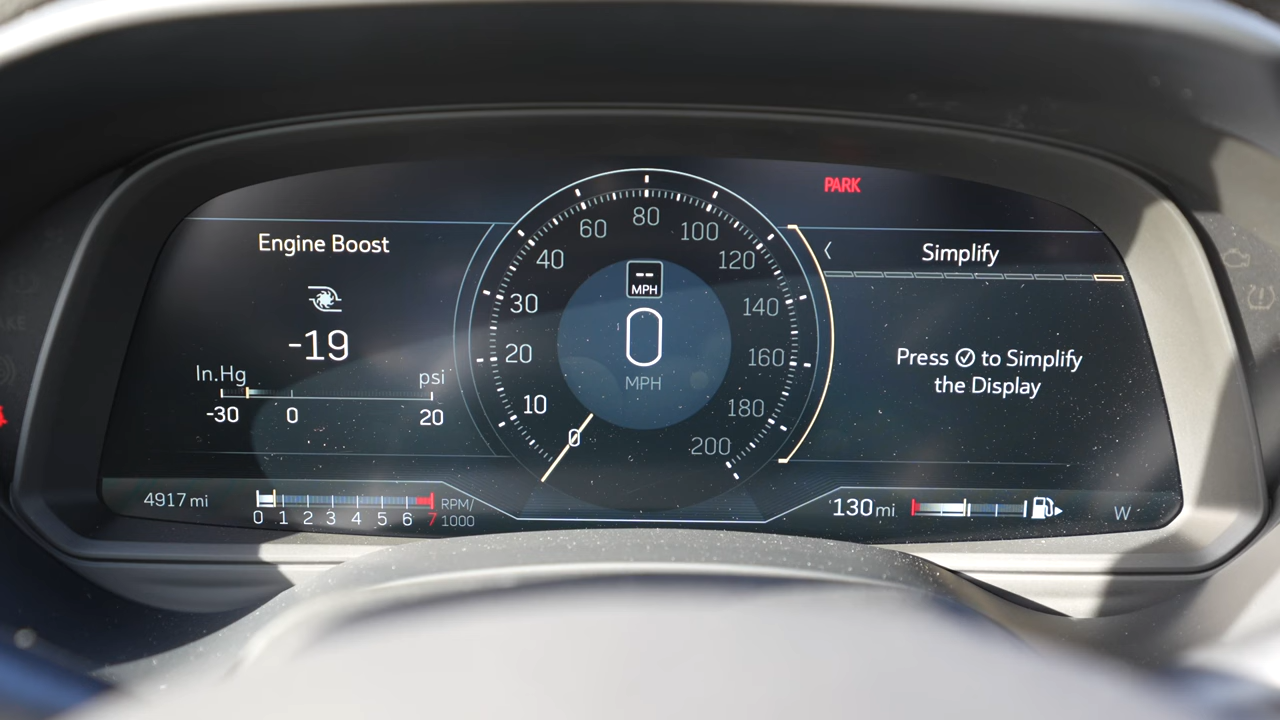 PARK
Engine Boost
-19
In.Hg psi
-30 0 20
0 10 20 30 40 60 80 100 120 140 160 180 200
--
MPH
0
MPH
Simplify
Press to Simplify
the Display
4917 mi
0 1 2 3 4 5 6 7
RPM/
1000
130 mi
W